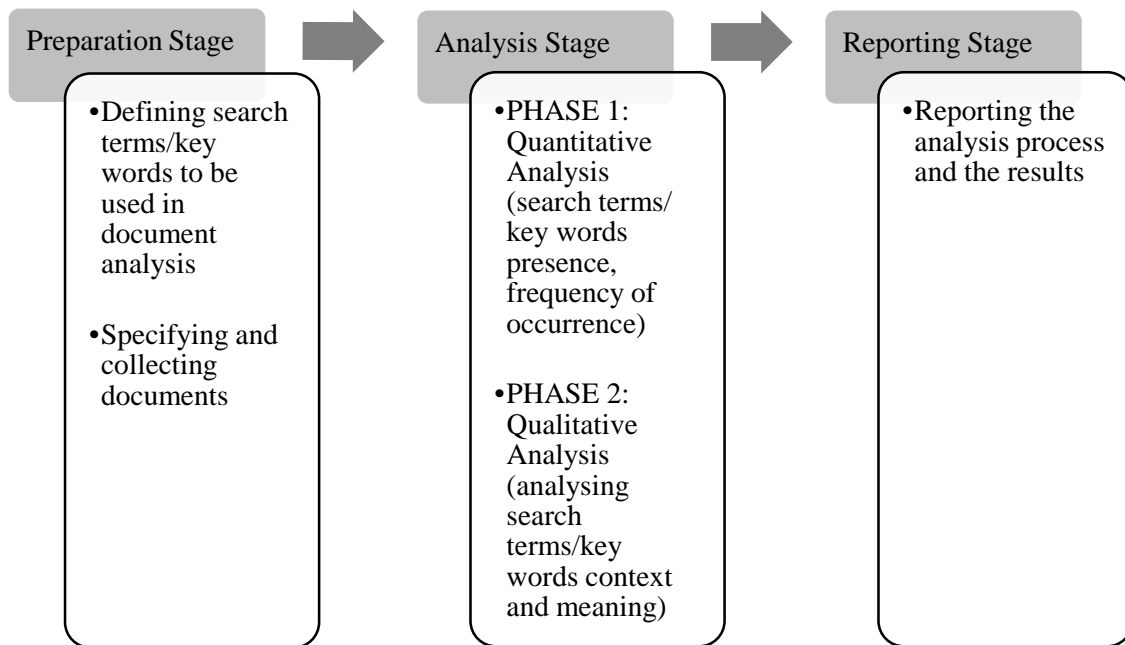 Preparation Stage
•Defining search
terms/key
words to be
used in
document
analysis
•Specifying and
collecting
documents
Analysis Stage
•PHASE 1:
Quantitative
Analysis
(search terms/
key words
presence,
frequency of
occurrence)
•PHASE 2:
Qualitative
Analysis
(analysing
search
terms/key
words context
and meaning)
Reporting Stage
•Reporting the
analysis process
and the results